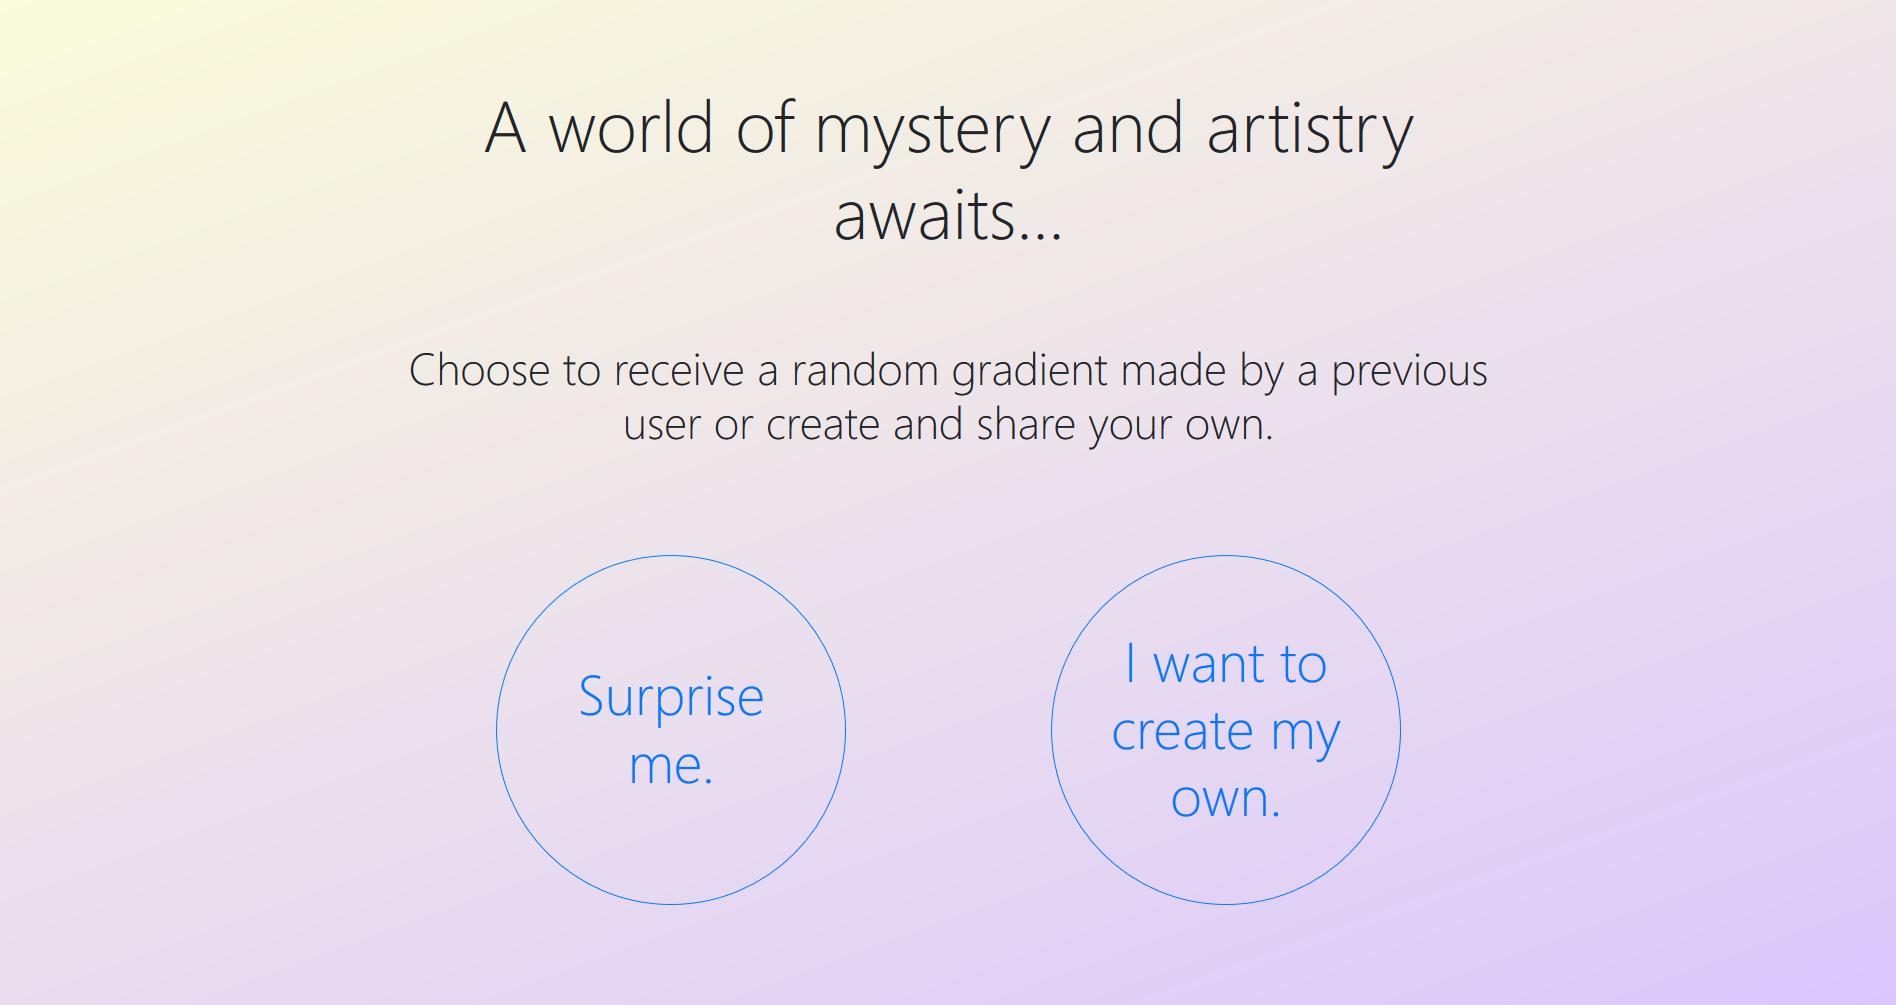 A world of mystery and artistry
awaits...
Choose to receive a random gradient made by a previous
user or create and share your own.
Surprise
me.
I want to
create my
own.